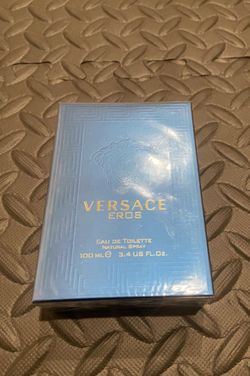 VERSACE
EROS
EAU DE TOILETTE
NATURAL SPRAY
100 ML ℮ 3.4 US FL.OZ.